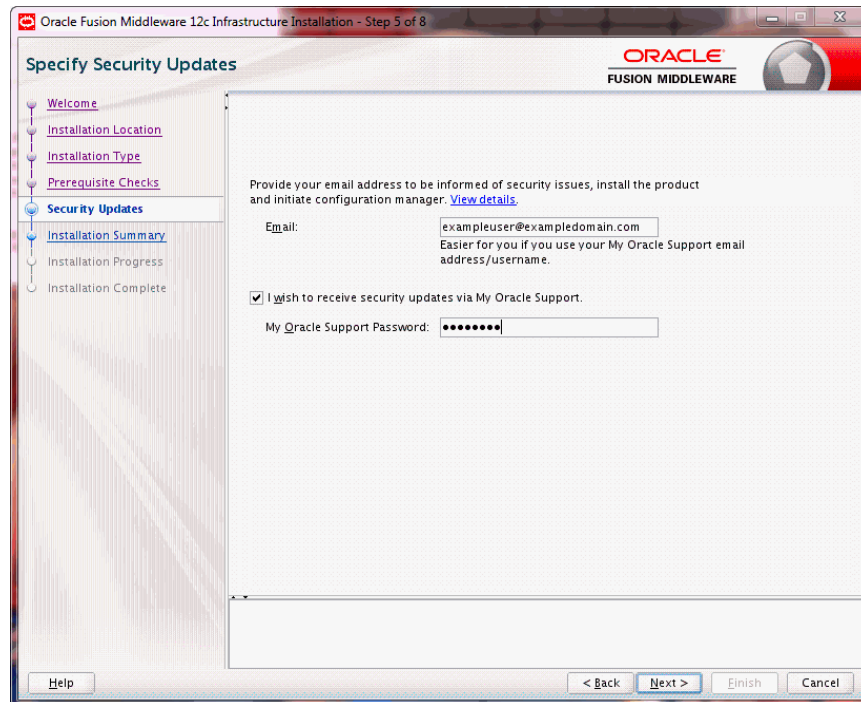 Oracle Fusion Middleware 12c Infrastructure Installation - Step 5 of 8
Specify Security Updates
ORACLE
FUSION MIDDLEWARE
Welcome
Installation Location
Installation Type
Prerequisite Checks
Security Updates
Installation Summary
Installation Progress
Installation Complete
Provide your email address to be informed of security issues, install the product
and initiate configuration manager. View details.
Email: exampleuser@exampledomain.com
Easier for you if you use your My Oracle Support email
address/username.
I wish to receive security updates via My Oracle Support.
My Oracle Support Password: ●●●●●●●●
Help < Back Next > Finish Cancel